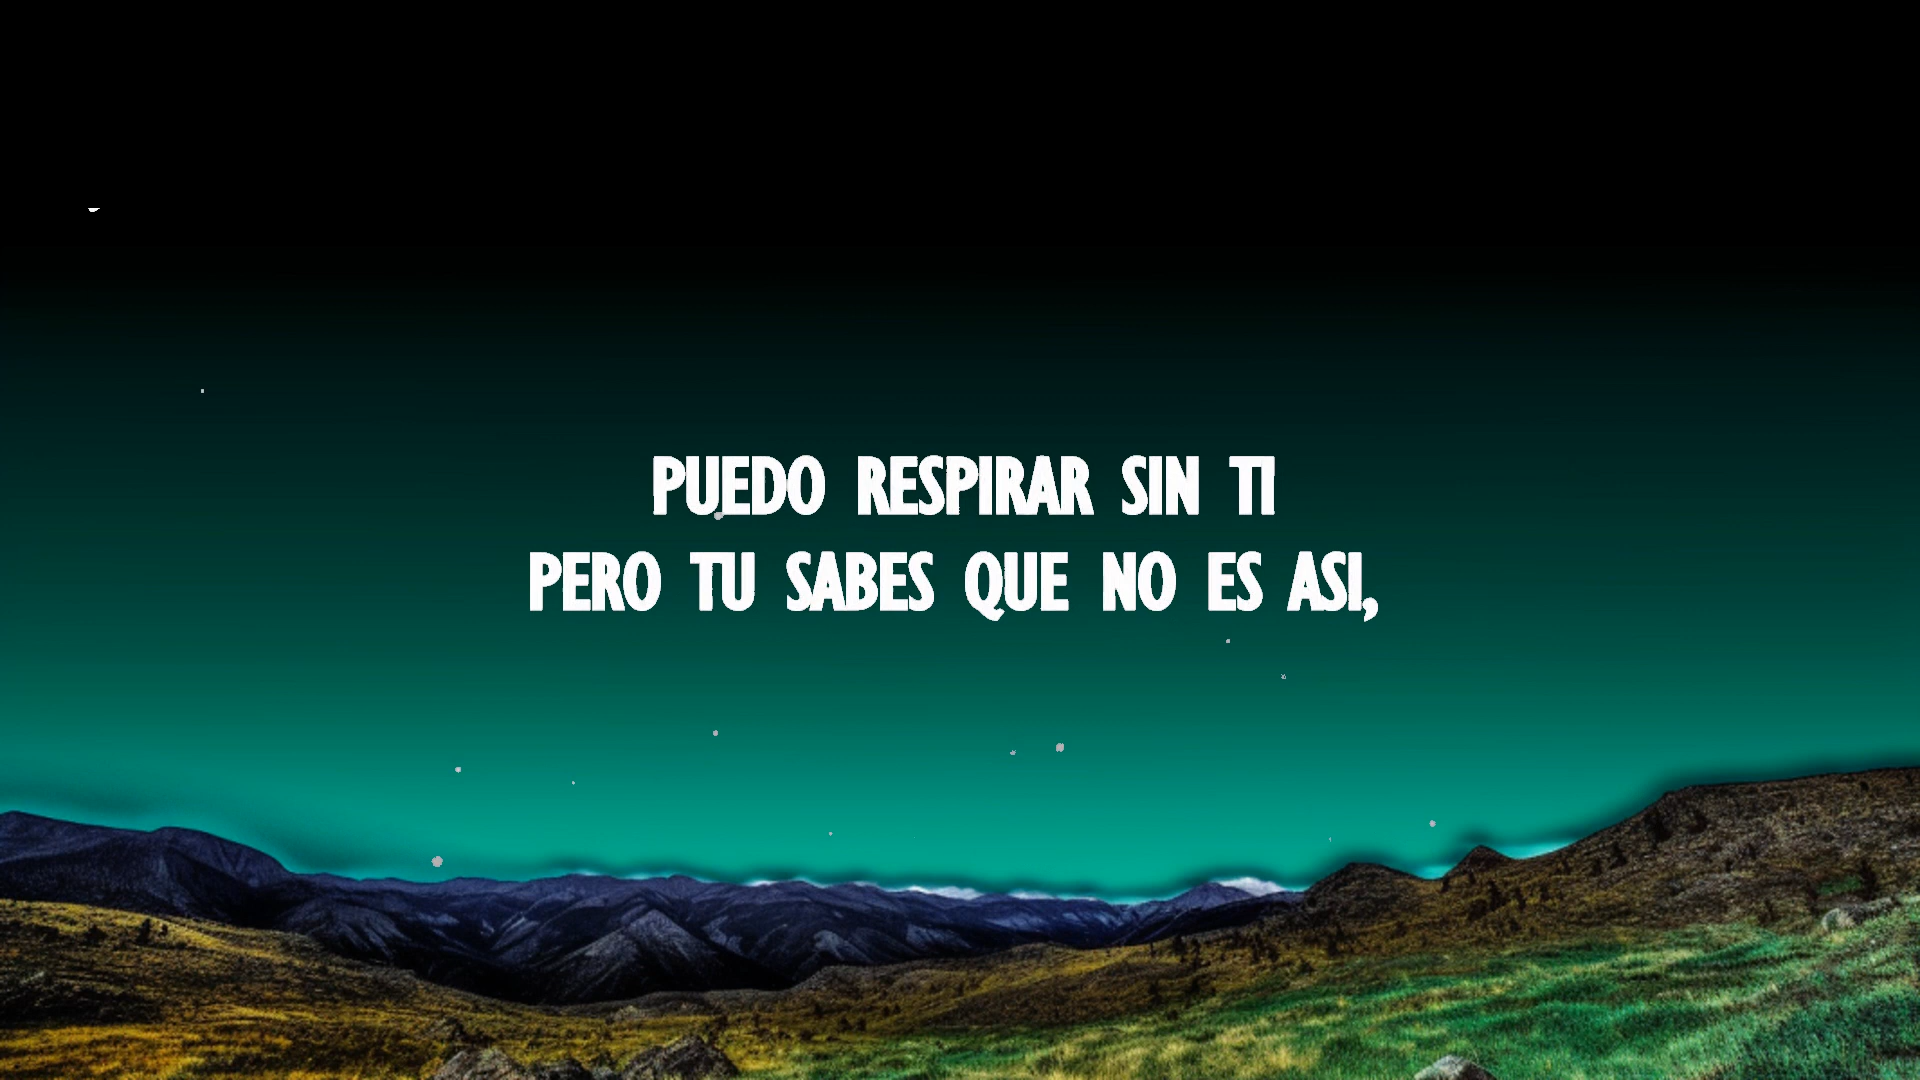 PUEDO RESPIRAR SIN TI
PERO TU SABES QUE NO ES ASI,